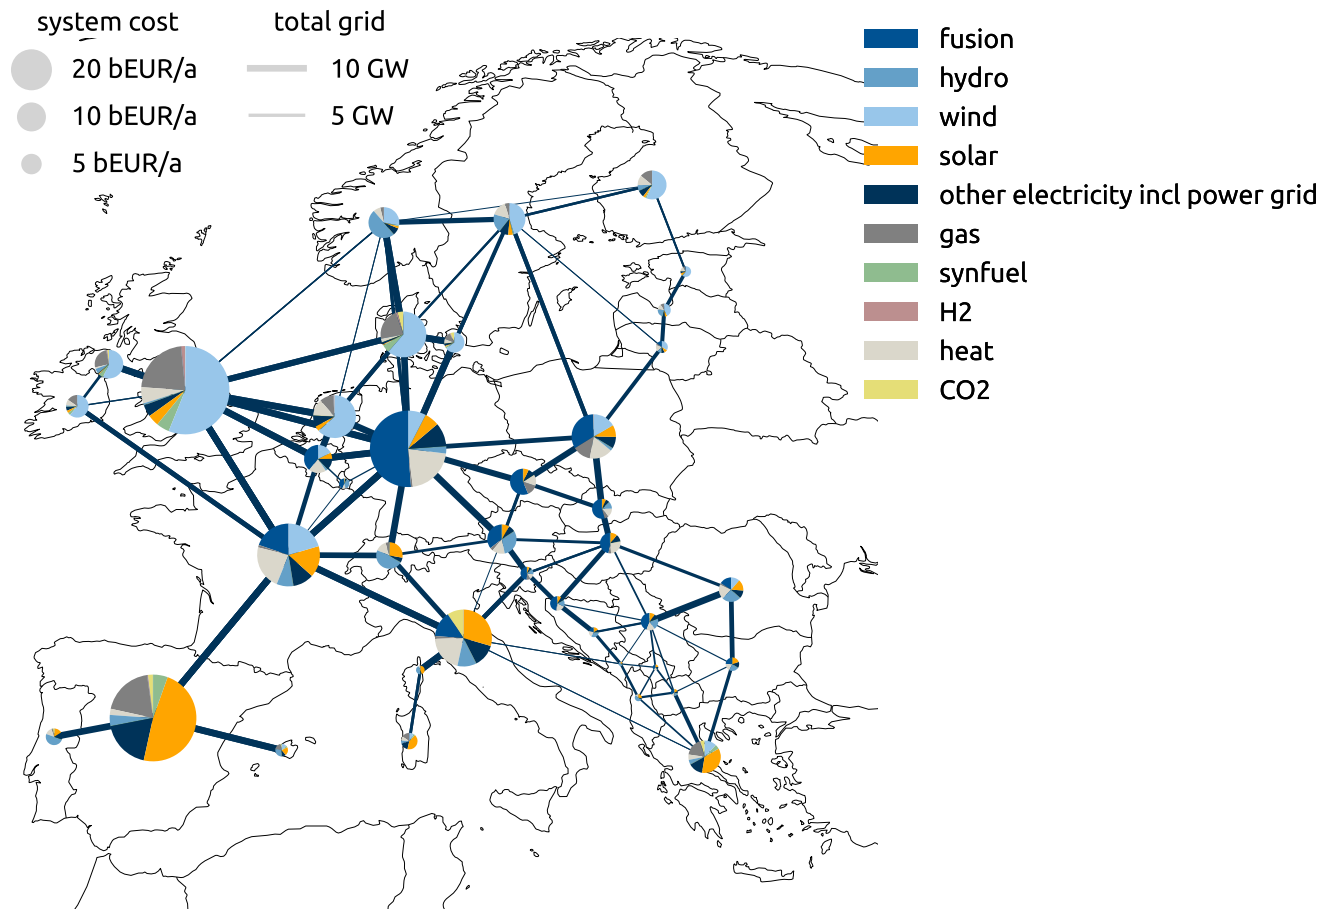 system cost
20 bEUR/a
10 bEUR/a
5 bEUR/a
total grid
10 GW
5 GW
fusion
hydro
wind
solar
other electricity incl power grid
gas
synfuel
H2
heat
CO2